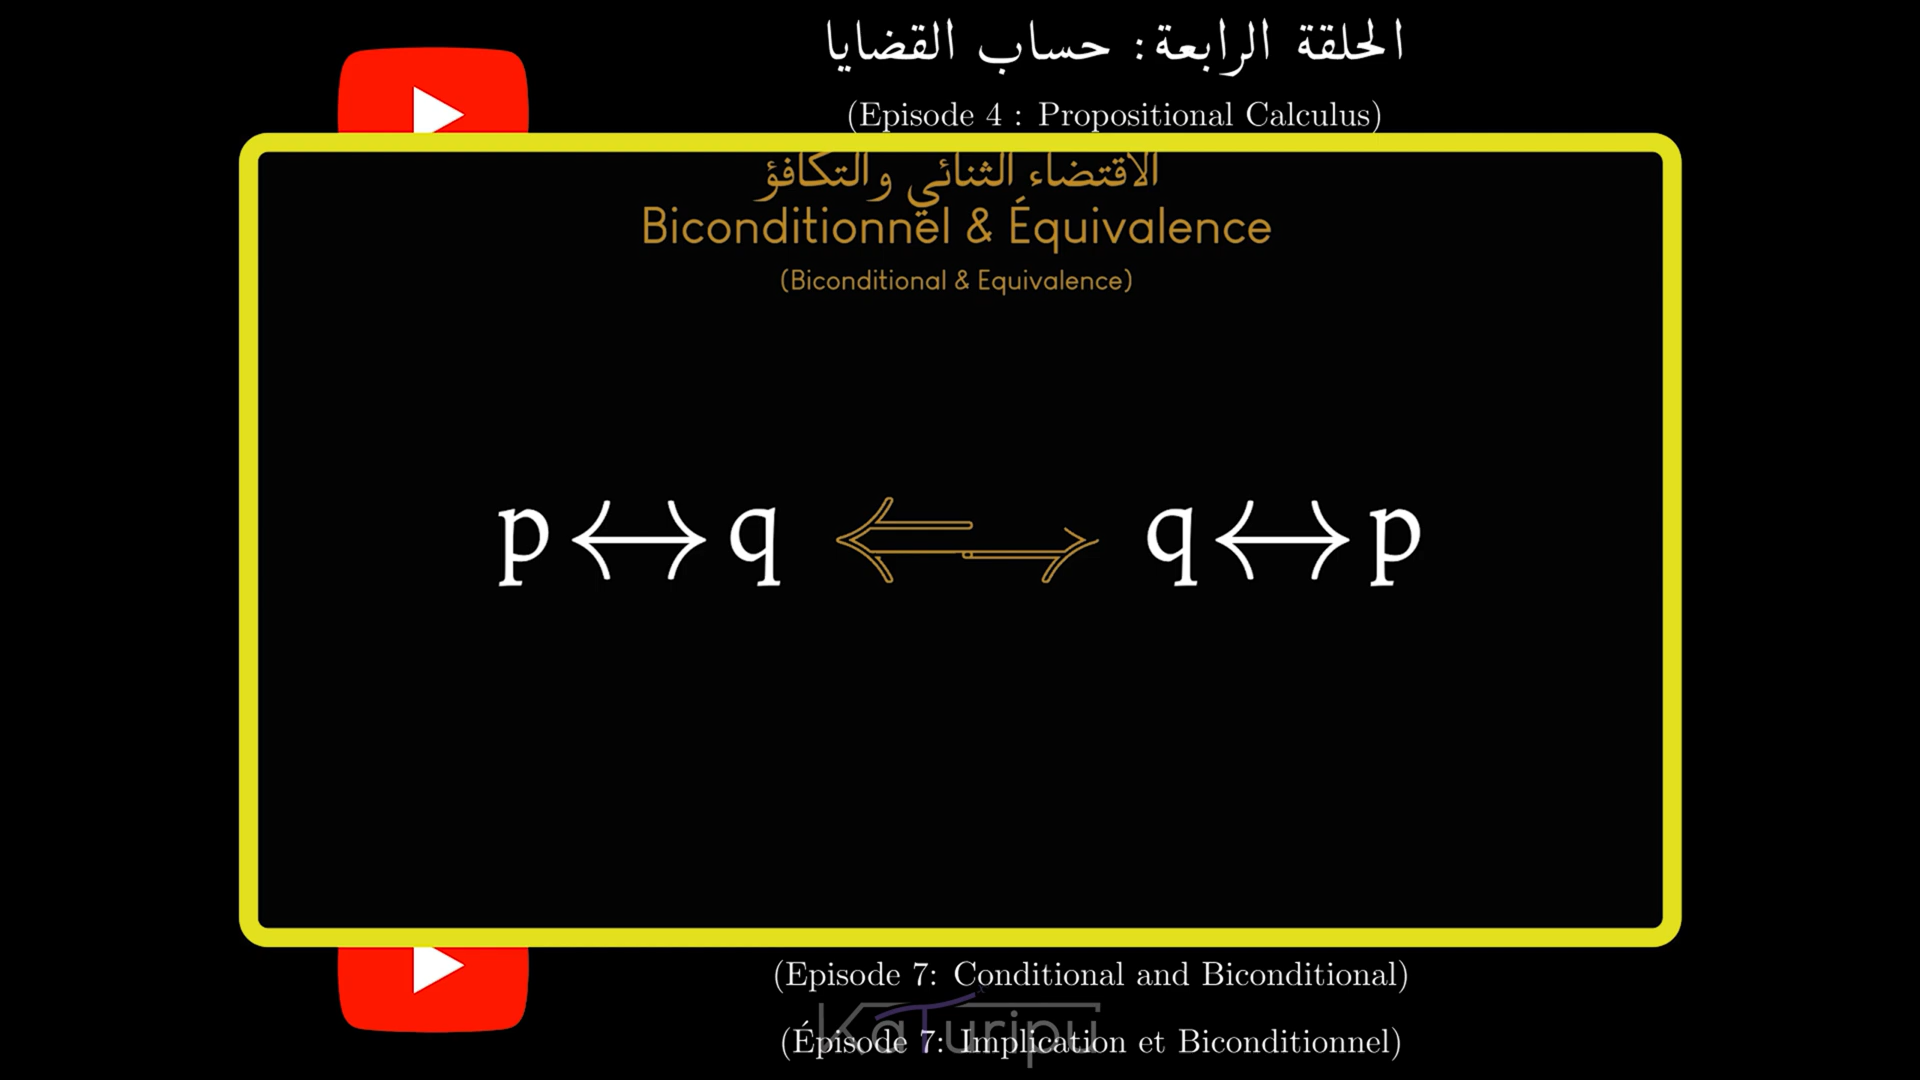 الحلقة الرابعة: حساب القضايا
(Episode 4 : Propositional Calculus)
الاقتضاء الثنائي والتكافؤ
Biconditionnel & Équivalence
(Biconditional & Equivalence)
p ↔ q ⟺ q ↔ p
(Episode 7: Conditional and Biconditional)
KaTuripu
(Épisode 7: Implication et Biconditionnel)